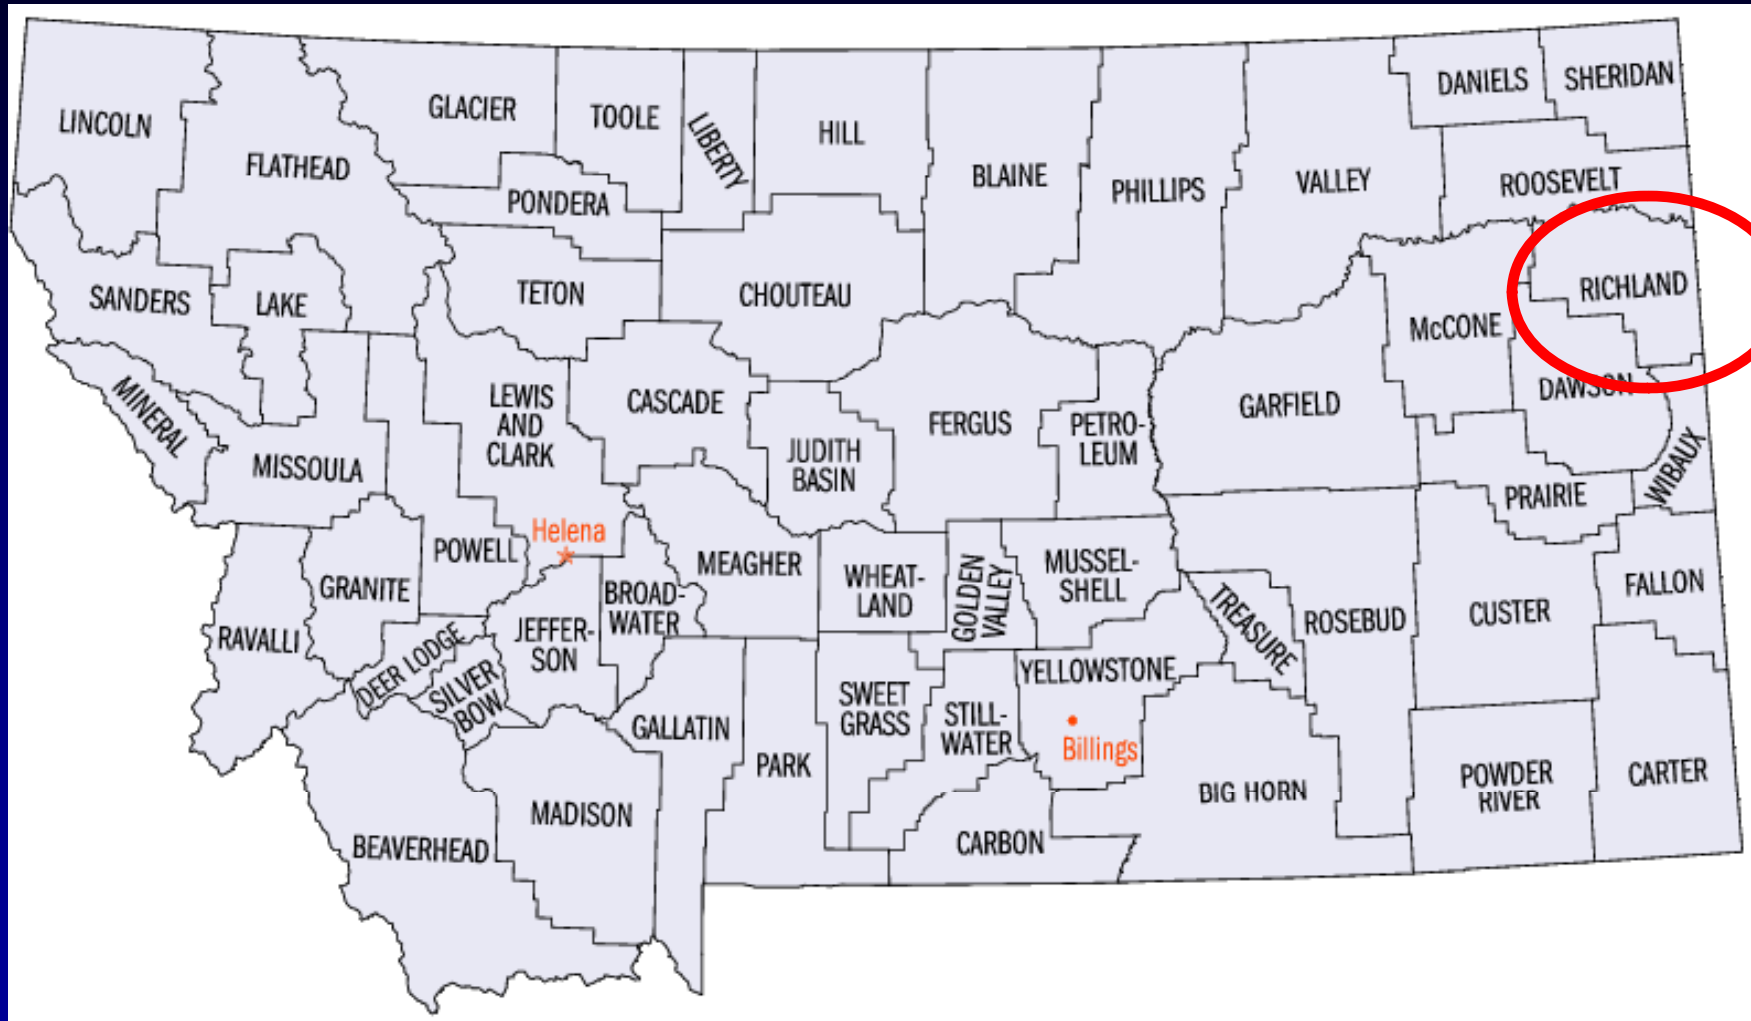 DANIELS
SHERIDAN
GLACIER
TOOLE
HILL
LINCOLN
LIBERTY
FLATHEAD
BLAINE
PHILLIPS
VALLEY
ROOSEVELT
PONDERA
SANDERS
LAKE
TETON
CHOUTEAU
RICHLAND
McCONE
MINERAL
LEWIS
AND
CLARK
CASCADE
JUDITH
BASIN
FERGUS
PETRO-
LEUM
GARFIELD
DAWSON
WIBAUX
MISSOULA
PRAIRIE
Helena
POWELL
GRANITE
BROAD-
WATER
MEAGHER
WHEAT-
LAND
GOLDEN
VALLEY
MUSSEL-
SHELL
TREASURE
ROSEBUD
CUSTER
FALLON
RAVALLI
DEER LODGE
SILVER
BOW
JEFFER-
SON
GALLATIN
PARK
SWEET
GRASS
STILL-
WATER
YELLOWSTONE
Billings
BIG HORN
POWDER
RIVER
CARTER
MADISON
BEAVERHEAD
CARBON